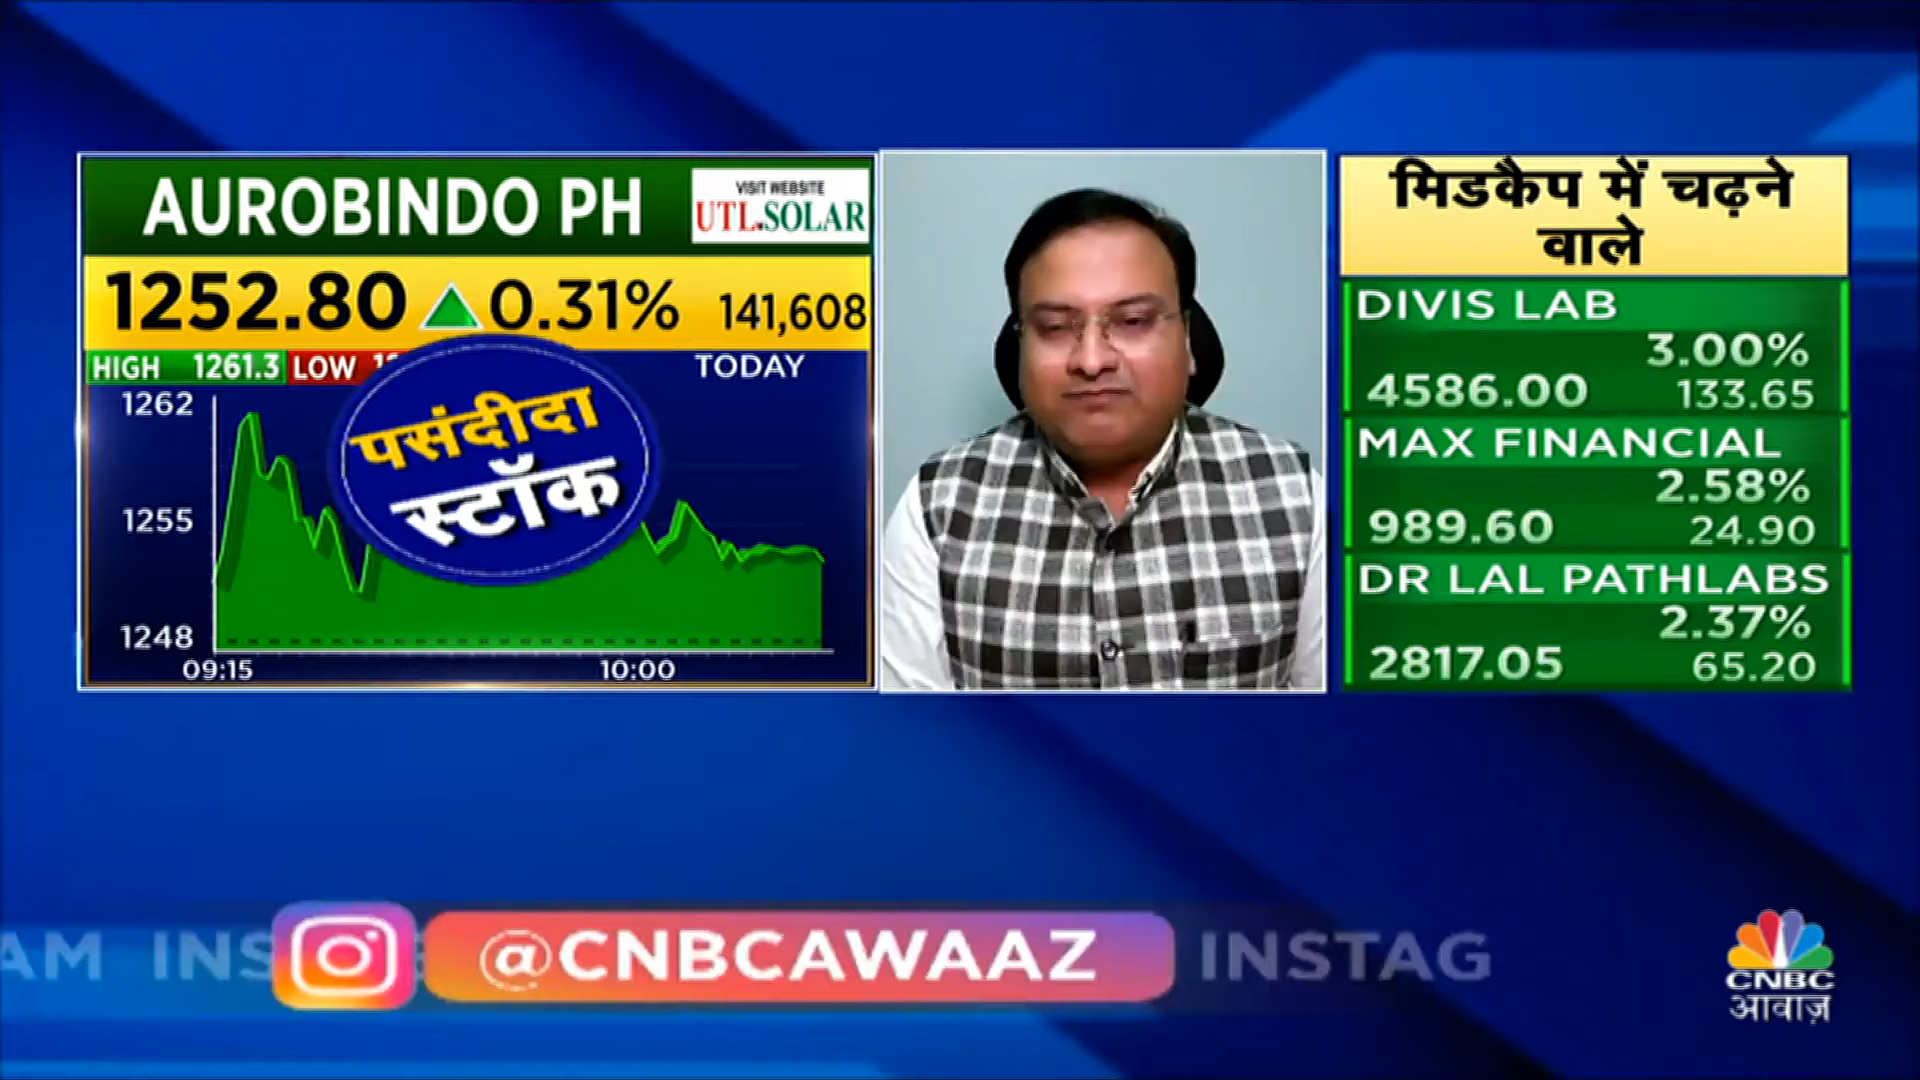 AUROBINDO PH
VISIT WEBSITE
UTL.SOLAR
1252.80 0.31% 141,608
HIGH 1261.3 LOW
TODAY
पसंदीदा
स्टॉक
1262
1255
1248
09:15 10:00
मिडकैप में चढ़ने
वाले
DIVIS LAB
3.00%
4586.00 133.65
MAX FINANCIAL
2.58%
989.60 24.90
DR LAL PATHLABS
2.37%
2817.05 65.20
AM INS @CNBCAWAAZ INSTAG
CNBC
आवाज़